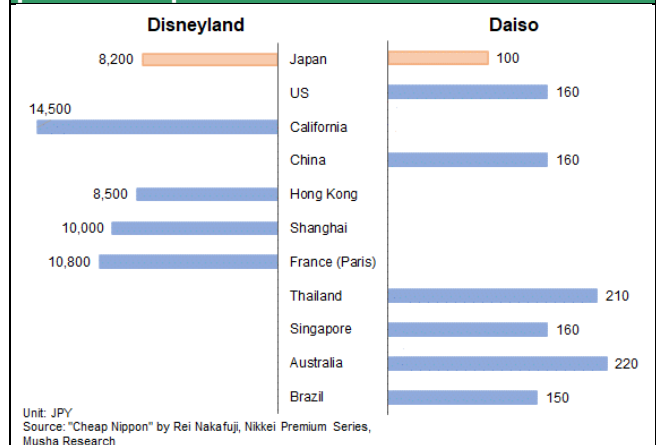 Disneyland Daiso
8,200 Japan 100
US 160
14,500
California
China 160
8,500 Hong Kong
10,000 Shanghai
10,800 France (Paris)
Thailand 210
Singapore 160
Australia 220
Brazil 150
Unit: JPY
Source: "Cheap Nippon" by Rei Nakafuji, Nikkei Premium Series,
Musha Research